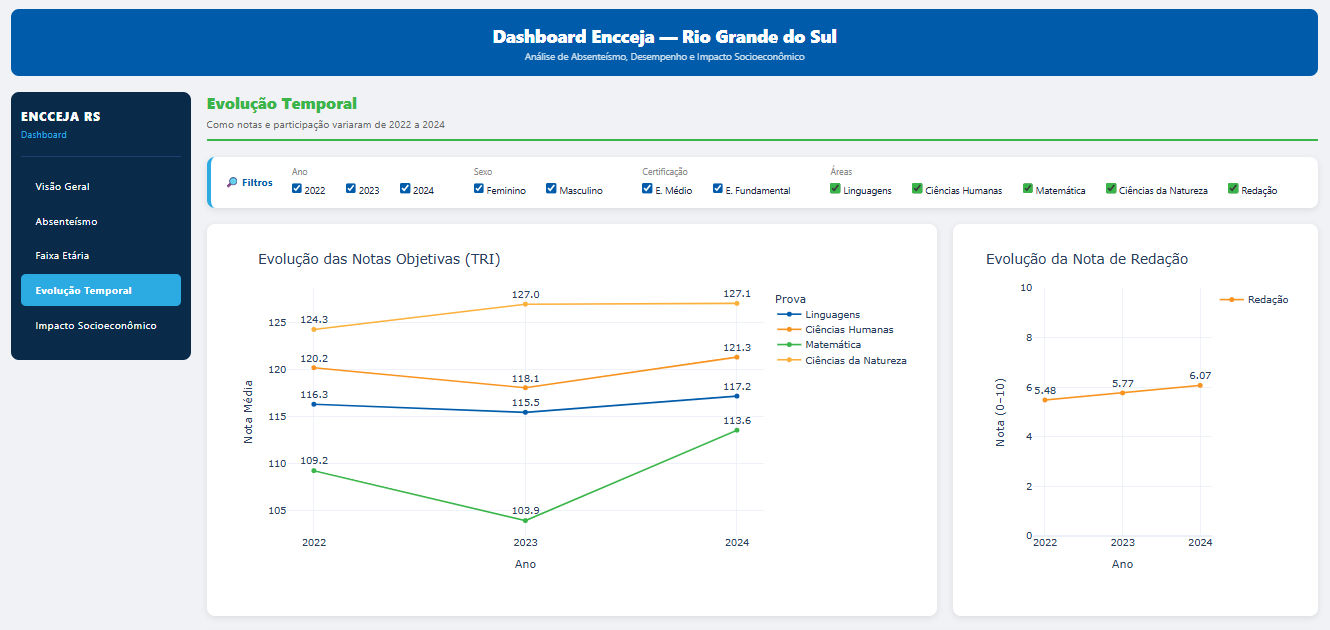 Dashboard Encceja — Rio Grande do Sul
Análise de Absenteísmo, Desempenho e Impacto Socioeconômico
ENCCEJA RS
Dashboard
Visão Geral
Absenteísmo
Faixa Etária
Evolução Temporal
Impacto Socioeconômico
Evolução Temporal
Como notas e participação variaram de 2022 a 2024
Filtros
Ano
2022 2023 2024
Sexo
Feminino Masculino
Certificação
E. Médio E. Fundamental
Áreas
Linguagens Ciências Humanas Matemática Ciências da Natureza Redação
Evolução das Notas Objetivas (TRI)
Nota Média
125
120
115
110
105
124.3 127.0 127.1
120.2 118.1 121.3
116.3 115.5 117.2
109.2 103.9 113.6
2022 2023 2024
Ano
Prova
Linguagens
Ciências Humanas
Matemática
Ciências da Natureza
Evolução da Nota de Redação
Nota (0–10)
10
8
6
4
2
0
5.48 5.77 6.07
2022 2023 2024
Ano
Redação